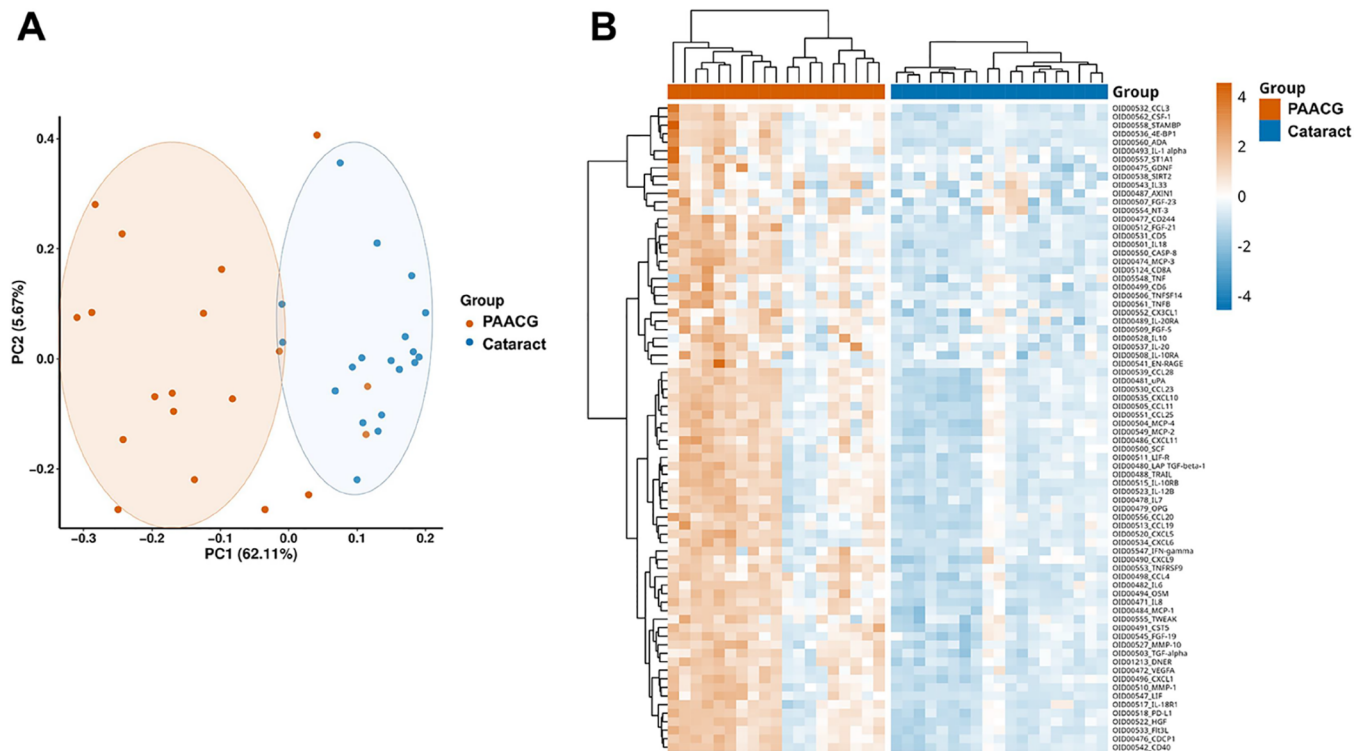 A
B
0.4
0.2
0.0
−0.2
PC2 (5.67%)
−0.3
−0.2
−0.1
0.0
0.1
0.2
PC1 (62.11%)
Group
PAACG
Cataract
Group
OID00532_CCL3
OID00562_CSF-1
OID00558_STAMBP
OID00536_4E-BP1
OID00560_ADA
OID00493_IL-1 alpha
OID00557_ST1A1
OID00475_GDNF
OID00538_SIRT2
OID00543_IL33
OID00487_AXIN1
OID00507_FGF-23
OID00554_NT-3
OID00477_CD244
OID00512_FGF-21
OID00531_CD5
OID00501_IL18
OID00550_CASP-8
OID00474_MCP-3
OID05124_CD8A
OID05548_TNF
OID00499_CD6
OID00506_TNFSF14
OID00561_TNFB
OID00552_CX3CL1
OID00489_IL-20RA
OID00509_FGF-5
OID00528_IL10
OID00537_IL-20
OID00508_IL-10RA
OID00541_EN-RAGE
OID00539_CCL28
OID00481_uPA
OID00530_CCL23
OID00535_CXCL10
OID00505_CCL11
OID00551_CCL25
OID00504_MCP-4
OID00549_MCP-2
OID00486_CXCL11
OID00500_SCF
OID00511_LIF-R
OID00480_LAP TGF-beta-1
OID00488_TRAIL
OID00515_IL-10RB
OID00523_IL-12B
OID00478_IL7
OID00479_OPG
OID00556_CCL20
OID00513_CCL19
OID00520_CXCL5
OID00534_CXCL6
OID05547_IFN-gamma
OID00490_CXCL9
OID00553_TNFRSF9
OID00498_CCL4
OID00482_IL6
OID00494_OSM
OID00471_IL8
OID00484_MCP-1
OID00555_TWEAK
OID00491_CST5
OID00545_FGF-19
OID00527_MMP-10
OID00503_TGF-alpha
OID01213_DNER
OID00472_VEGFA
OID00496_CXCL1
OID00510_MMP-1
OID00547_LIF
OID00517_IL-18R1
OID00518_PD-L1
OID00522_HGF
OID00533_Flt3L
OID00476_CDCP1
OID00542_CD40
4
2
0
-2
-4
Group
PAACG
Cataract